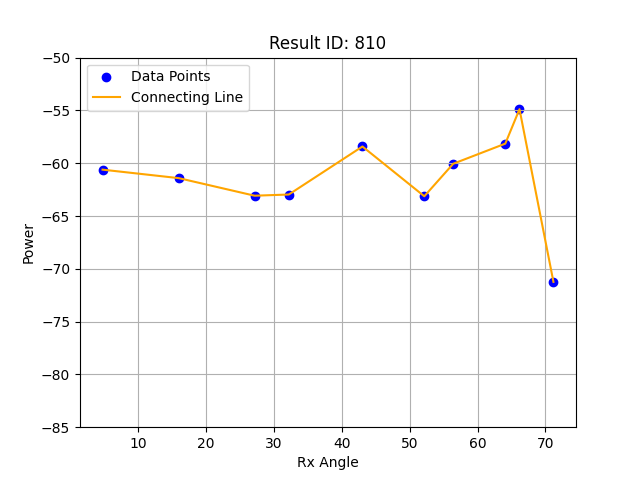 Result ID: 810
Data Points
Connecting Line
Power
−50
−55
−60
−65
−70
−75
−80
−85
10 20 30 40 50 60 70
Rx Angle